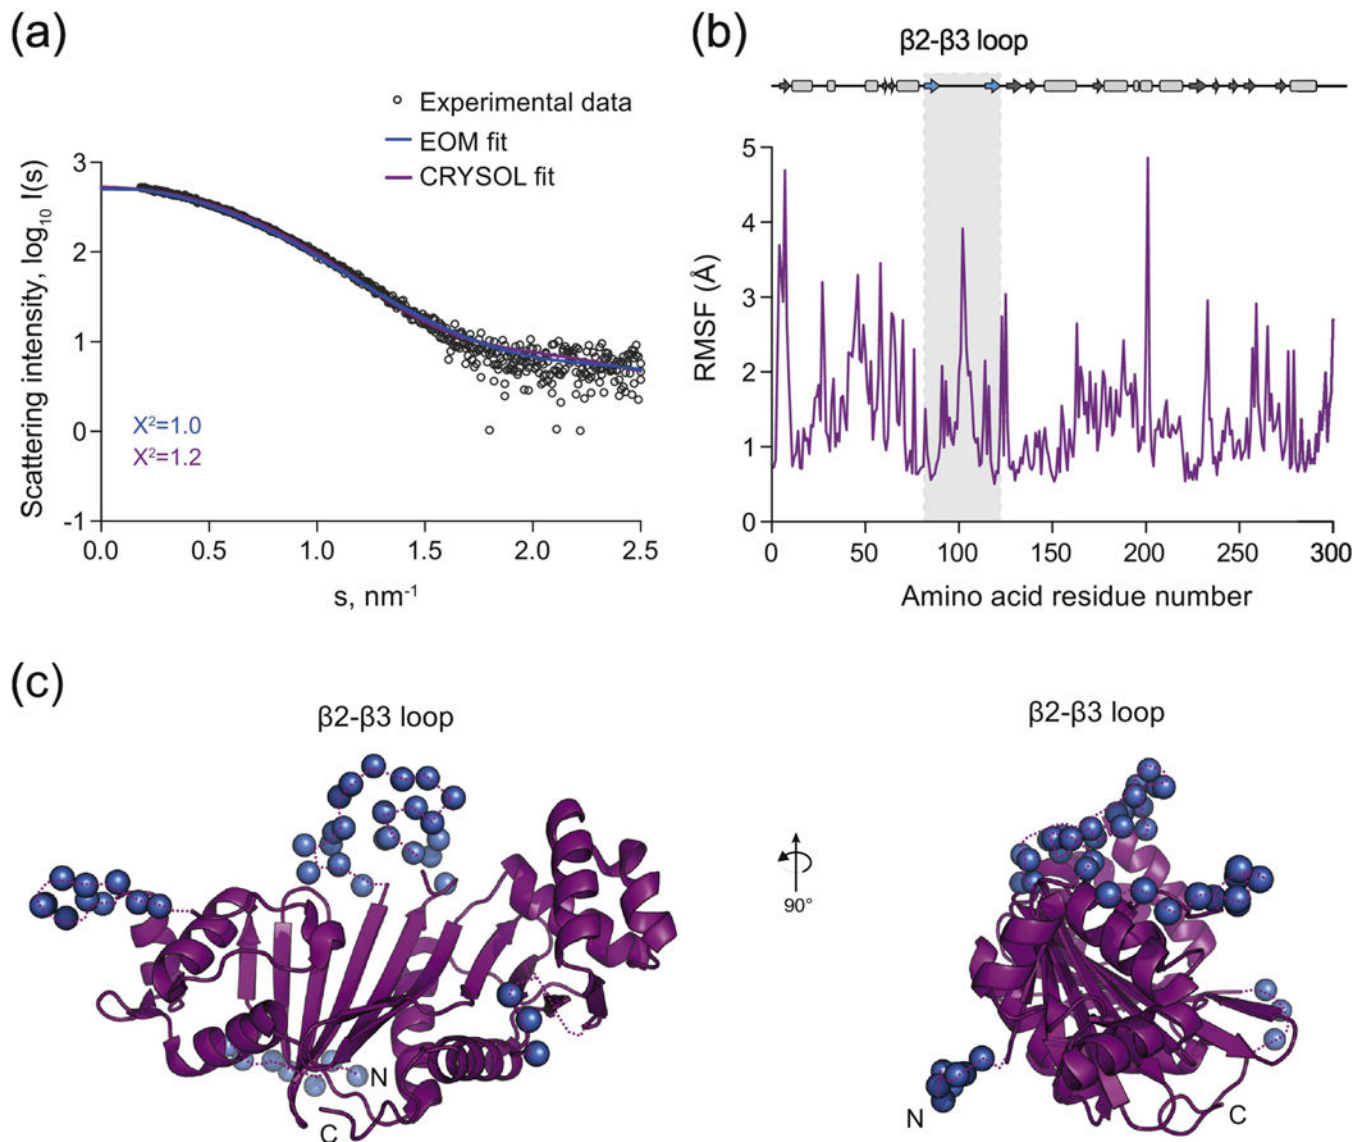 (a)
Experimental data
EOM fit
CRYSOL fit
Scattering intensity, log₁₀ I(s)
3
2
1
0
-1
X²=1.0
X²=1.2
0.0 0.5 1.0 1.5 2.0 2.5
s, nm⁻¹
(b)
β2-β3 loop
RMSF (Å)
5
4
3
2
1
0
0 50 100 150 200 250 300
Amino acid residue number
(c)
β2-β3 loop
N
C
90°
β2-β3 loop
N
C